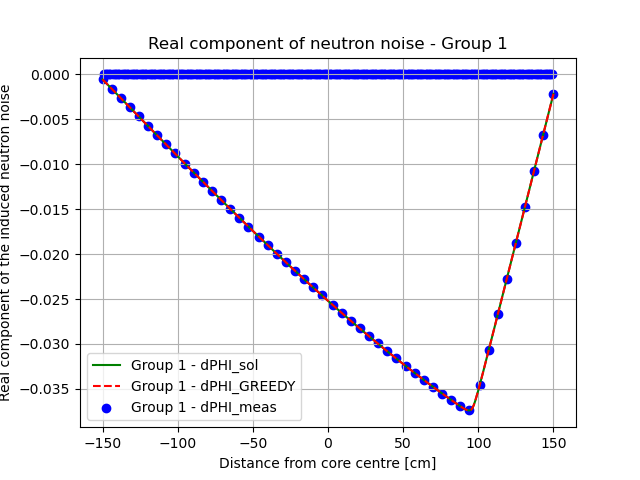 Real component of neutron noise - Group 1
Real component of the induced neutron noise
0.000
−0.005
−0.010
−0.015
−0.020
−0.025
−0.030
−0.035
Group 1 - dPHI_sol
Group 1 - dPHI_GREEDY
Group 1 - dPHI_meas
−150
−100
−50
0
50
100
150
Distance from core centre [cm]